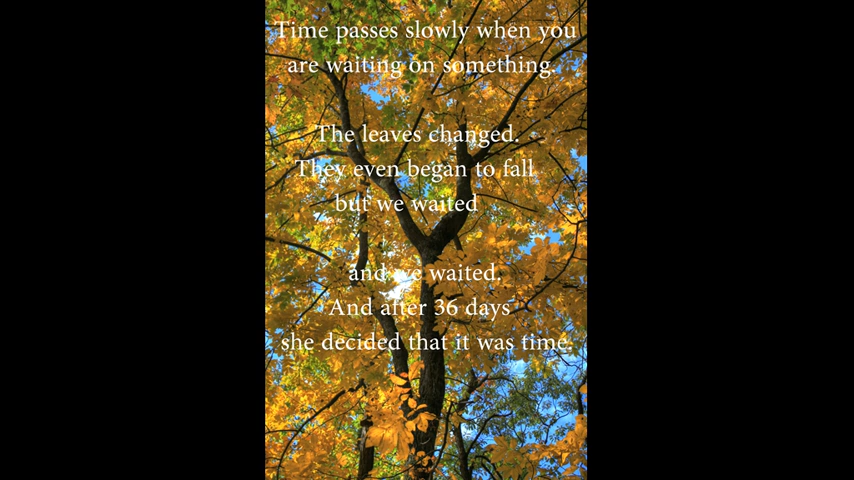 Time passes slowly when you
are waiting on something.
The leaves changed.
They even began to fall
but we waited
and we waited.
And after 36 days
she decided that it was time.